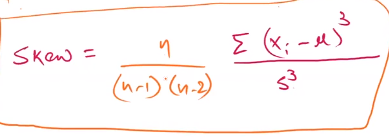 Skew = n / (n-1)·(n-2) Σ (xᵢ - μ)³ / s³